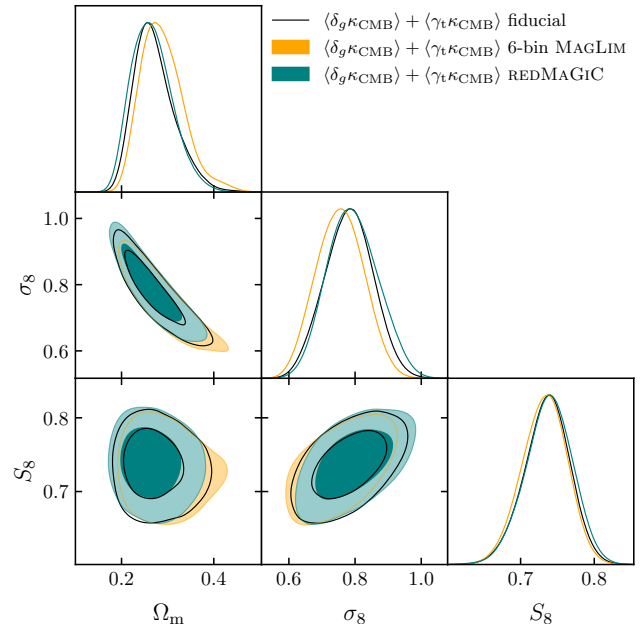 ⟨δ_g κ_CMB⟩ + ⟨γ_t κ_CMB⟩ fiducial
⟨δ_g κ_CMB⟩ + ⟨γ_t κ_CMB⟩ 6-bin MagLim
⟨δ_g κ_CMB⟩ + ⟨γ_t κ_CMB⟩ redMaGiC
1.0
0.8
0.6
σ_8
0.8
0.7
S_8
0.2 0.4 0.6 0.8 1.0 0.7 0.8
Ω_m σ_8 S_8